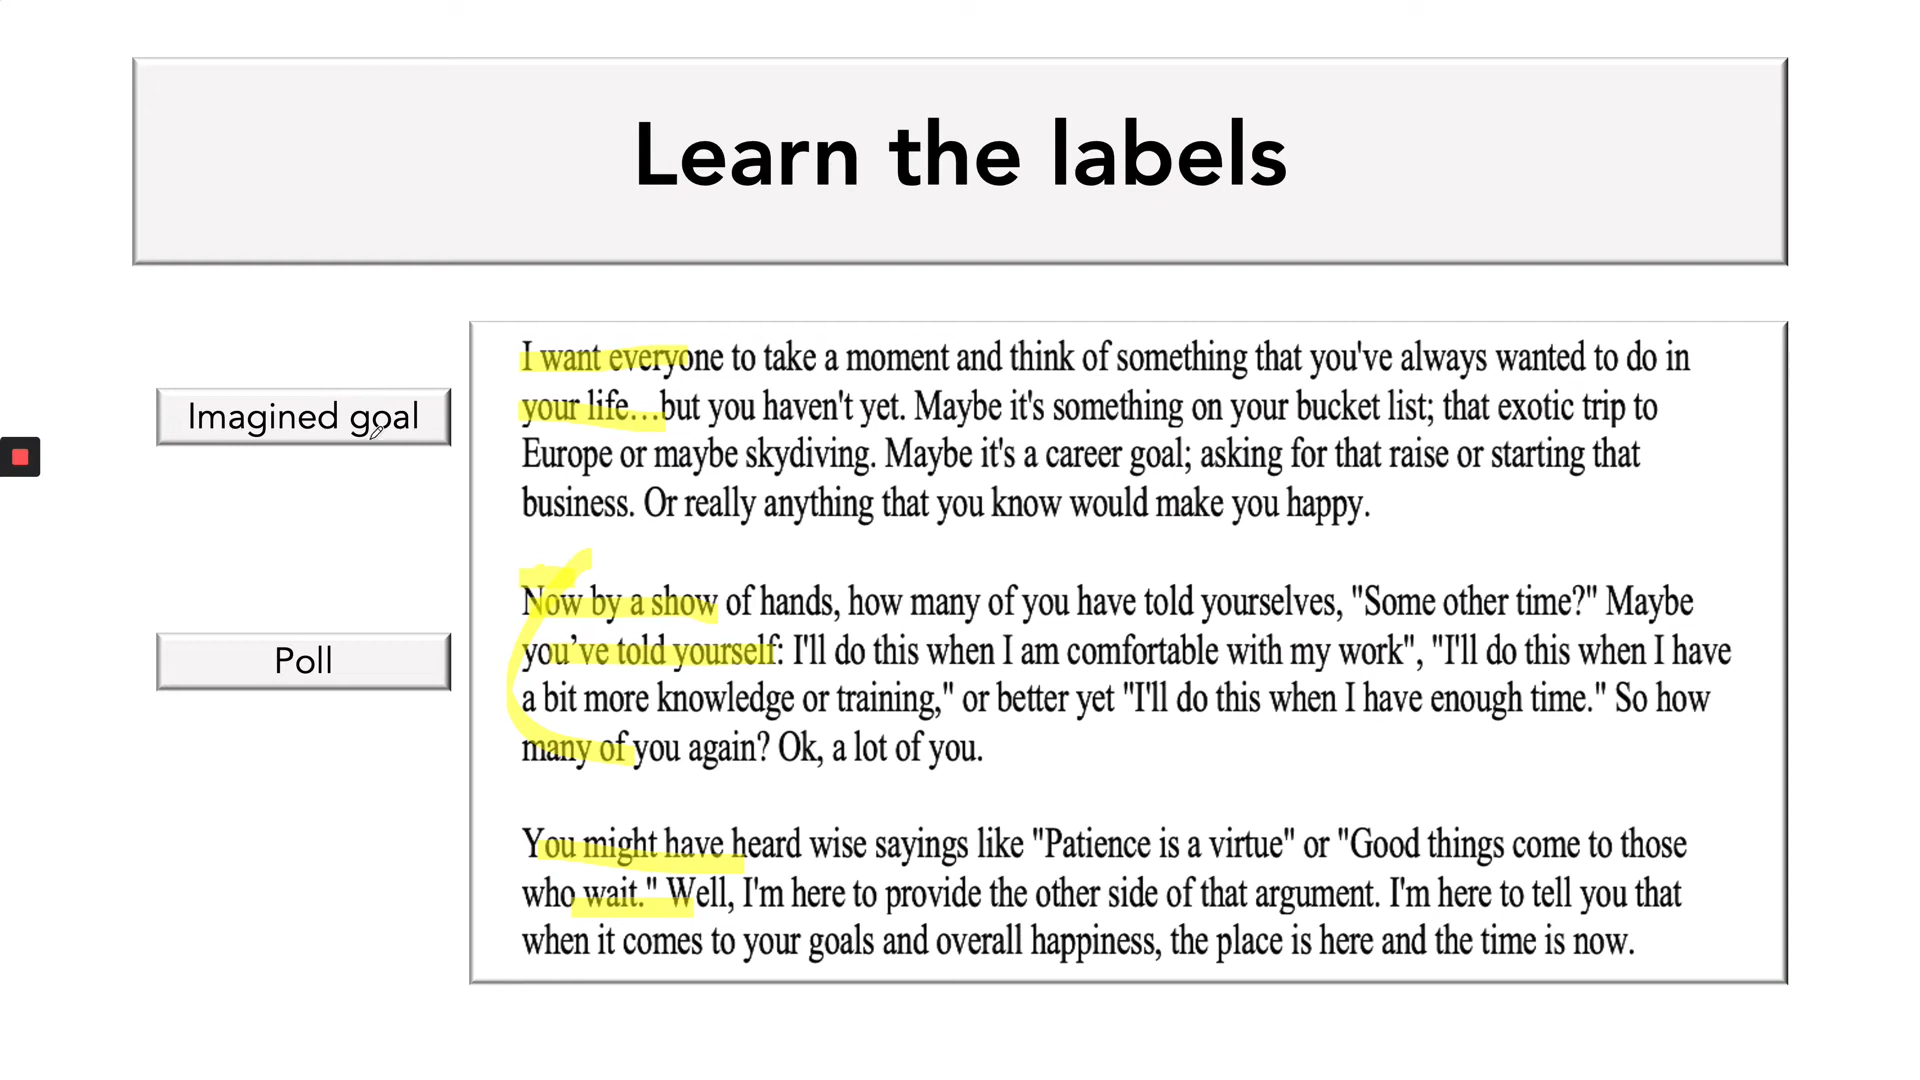 Learn the labels
Imagined goal
I want everyone to take a moment and think of something that you've always wanted to do in
your life…but you haven't yet. Maybe it's something on your bucket list; that exotic trip to
Europe or maybe skydiving. Maybe it's a career goal; asking for that raise or starting that
business. Or really anything that you know would make you happy.
Poll
Now by a show of hands, how many of you have told yourselves, "Some other time?" Maybe
you’ve told yourself: I'll do this when I am comfortable with my work", "I'll do this when I have
a bit more knowledge or training," or better yet "I'll do this when I have enough time." So how
many of you again? Ok, a lot of you.
You might have heard wise sayings like "Patience is a virtue" or "Good things come to those
who wait." Well, I'm here to provide the other side of that argument. I'm here to tell you that
when it comes to your goals and overall happiness, the place is here and the time is now.